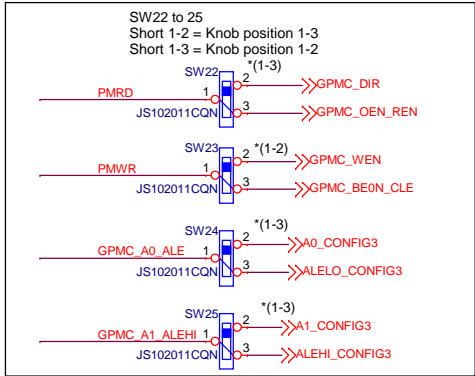 SW22 to 25
Short 1-2 = Knob position 1-3
Short 1-3 = Knob position 1-2
SW22
*(1-3)
PMRD
1
2
GPMC_DIR
3
GPMC_OEN_REN
JS102011CQN
SW23
*(1-2)
PMWR
1
2
GPMC_WEN
3
GPMC_BE0N_CLE
JS102011CQN
SW24
*(1-3)
GPMC_A0_ALE
1
2
A0_CONFIG3
3
ALELO_CONFIG3
JS102011CQN
SW25
*(1-3)
GPMC_A1_ALEHI
1
2
A1_CONFIG3
3
ALEHI_CONFIG3
JS102011CQN